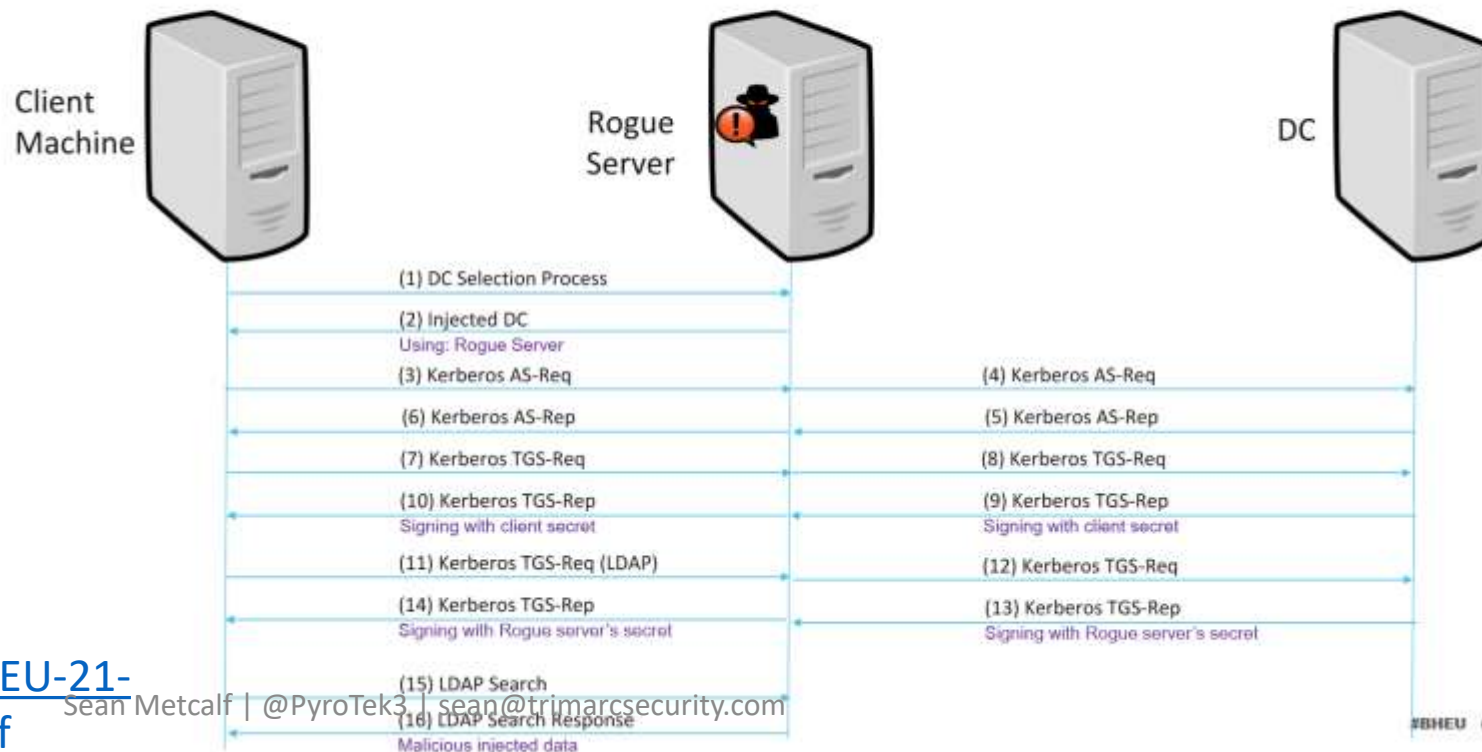 Client
Machine
Rogue
Server
DC
(1) DC Selection Process
(2) Injected DC
Using: Rogue Server
(3) Kerberos AS-Req
(4) Kerberos AS-Req
(6) Kerberos AS-Rep
(5) Kerberos AS-Rep
(7) Kerberos TGS-Req
(8) Kerberos TGS-Req
(10) Kerberos TGS-Rep
Signing with client secret
(9) Kerberos TGS-Rep
Signing with client secret
(11) Kerberos TGS-Req (LDAP)
(12) Kerberos TGS-Req
(14) Kerberos TGS-Rep
Signing with Rogue server's secret
(13) Kerberos TGS-Rep
Signing with Rogue server's secret
(15) LDAP Search
(16) LDAP Search Response
Malicious injected data
EU-21-
f
Sean Metcalf | @PyroTek3 | sean@trimarcsecurity.com
#BHEU